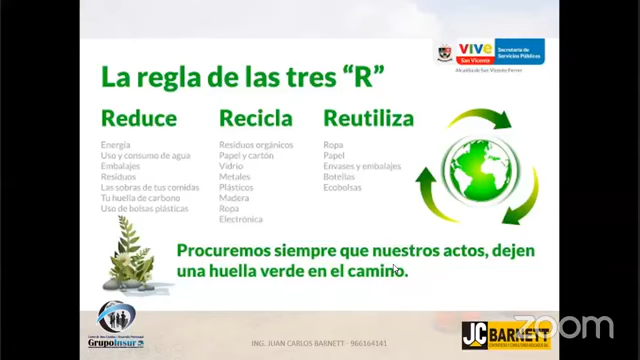 VIVE
San Vicente
Secretaría de
Servicios Públicos
Alcaldía de San Vicente Ferrer
La regla de las tres “R”
Reduce
Energía
Uso y consumo de agua
Embalajes
Residuos
Las sobras de tus comidas
Tu huella de carbono
Uso de bolsas plásticas
Recicla
Residuos orgánicos
Papel y cartón
Vidrio
Metales
Plásticos
Madera
Ropa
Electrónica
Reutiliza
Ropa
Papel
Envases y embalajes
Botellas
Ecobolsas
Procuremos siempre que nuestros actos, dejen
una huella verde en el camino.
Grupoinsur
ING. JUAN CARLOS BARNETT - 966164141
JC BARNETT
zoom